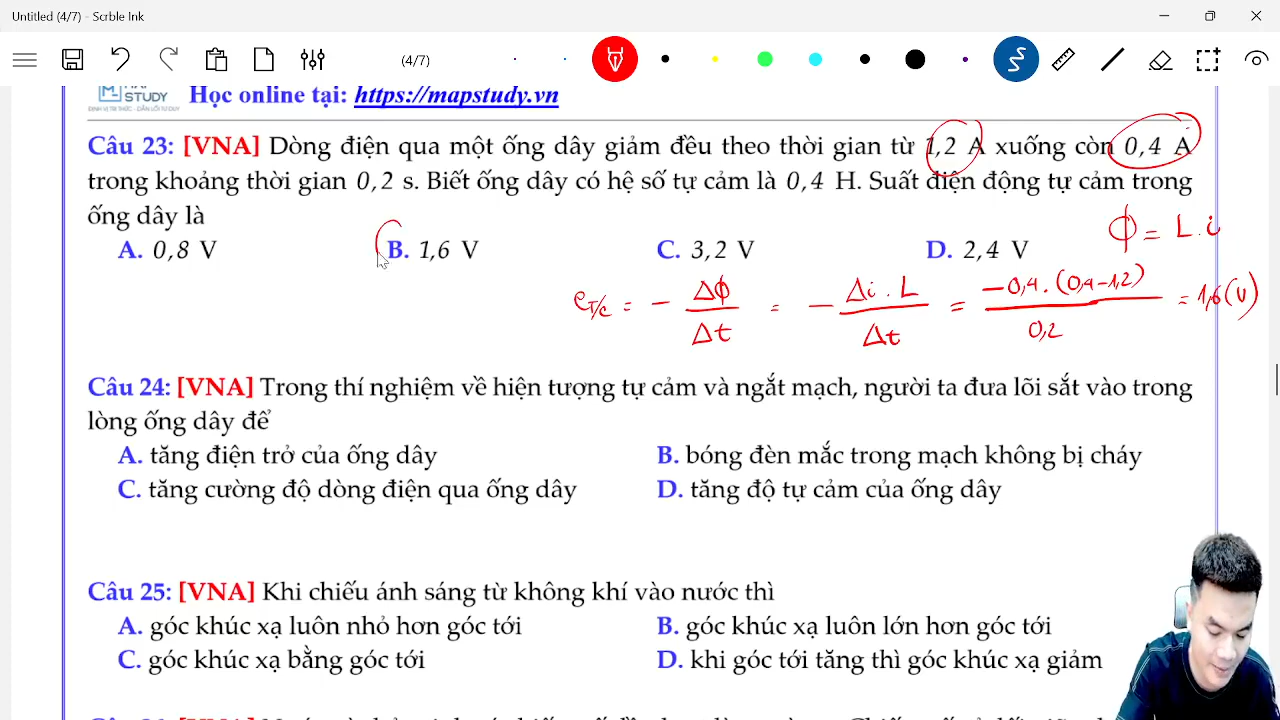 Untitled (4/7) - Scrble Ink
(4/7)
STUDY
Học online tại: https://mapstudy.vn
Câu 23: [VNA] Dòng điện qua một ống dây giảm đều theo thời gian từ 1,2 A xuống còn 0,4 A
trong khoảng thời gian 0,2 s. Biết ống dây có hệ số tự cảm là 0,4 H. Suất điện động tự cảm trong
ống dây là
A. 0,8 V B. 1,6 V C. 3,2 V D. 2,4 V
Φ = L.i
e_T/c = - ΔΦ/Δt = - Δi . L/Δt = -0,4.(0,4-1,2)/0,2 = 1,6 (V)
Câu 24: [VNA] Trong thí nghiệm về hiện tượng tự cảm và ngắt mạch, người ta đưa lõi sắt vào trong
lòng ống dây để
A. tăng điện trở của ống dây B. bóng đèn mắc trong mạch không bị cháy
C. tăng cường độ dòng điện qua ống dây D. tăng độ tự cảm của ống dây
Câu 25: [VNA] Khi chiếu ánh sáng từ không khí vào nước thì
A. góc khúc xạ luôn nhỏ hơn góc tới B. góc khúc xạ luôn lớn hơn góc tới
C. góc khúc xạ bằng góc tới D. khi góc tới tăng thì góc khúc xạ giảm